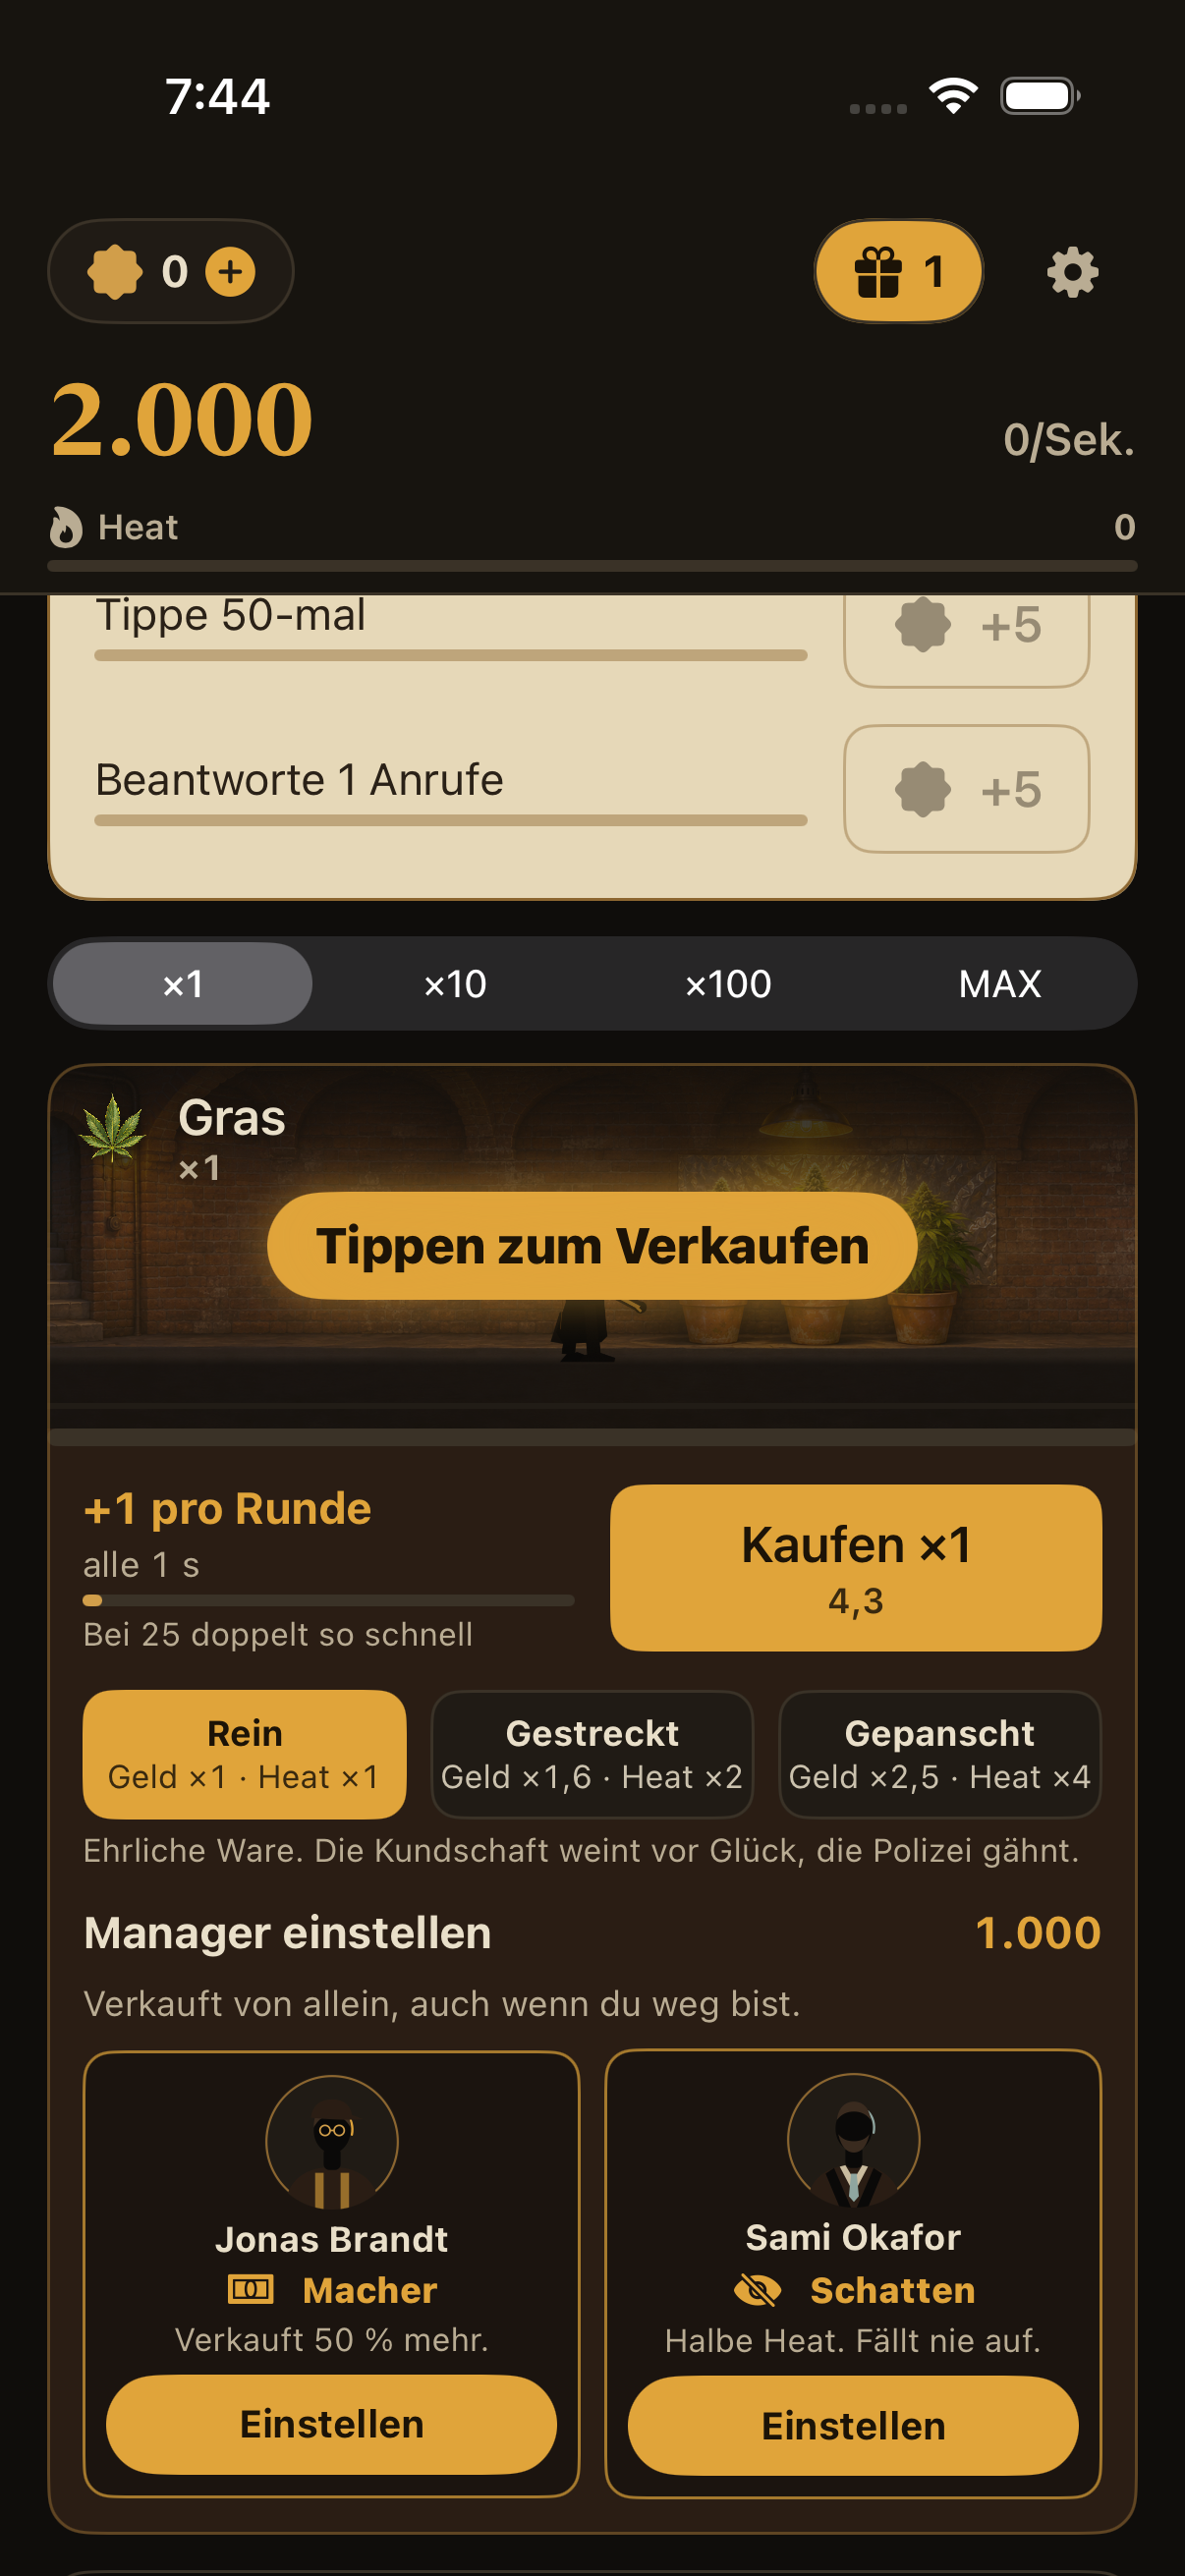 7:44
0
1
2.000
0/Sek.
Heat
0
Tippe 50-mal
+5
Beantworte 1 Anrufe
+5
×1
×10
×100
MAX
Gras
×1
Tippen zum Verkaufen
+1 pro Runde
alle 1 s
Bei 25 doppelt so schnell
Kaufen ×1
4,3
Rein
Geld ×1 · Heat ×1
Gestreckt
Geld ×1,6 · Heat ×2
Gepanscht
Geld ×2,5 · Heat ×4
Ehrliche Ware. Die Kundschaft weint vor Glück, die Polizei gähnt.
Manager einstellen
1.000
Verkauft von allein, auch wenn du weg bist.
Jonas Brandt
Macher
Verkauft 50 % mehr.
Einstellen
Sami Okafor
Schatten
Halbe Heat. Fällt nie auf.
Einstellen